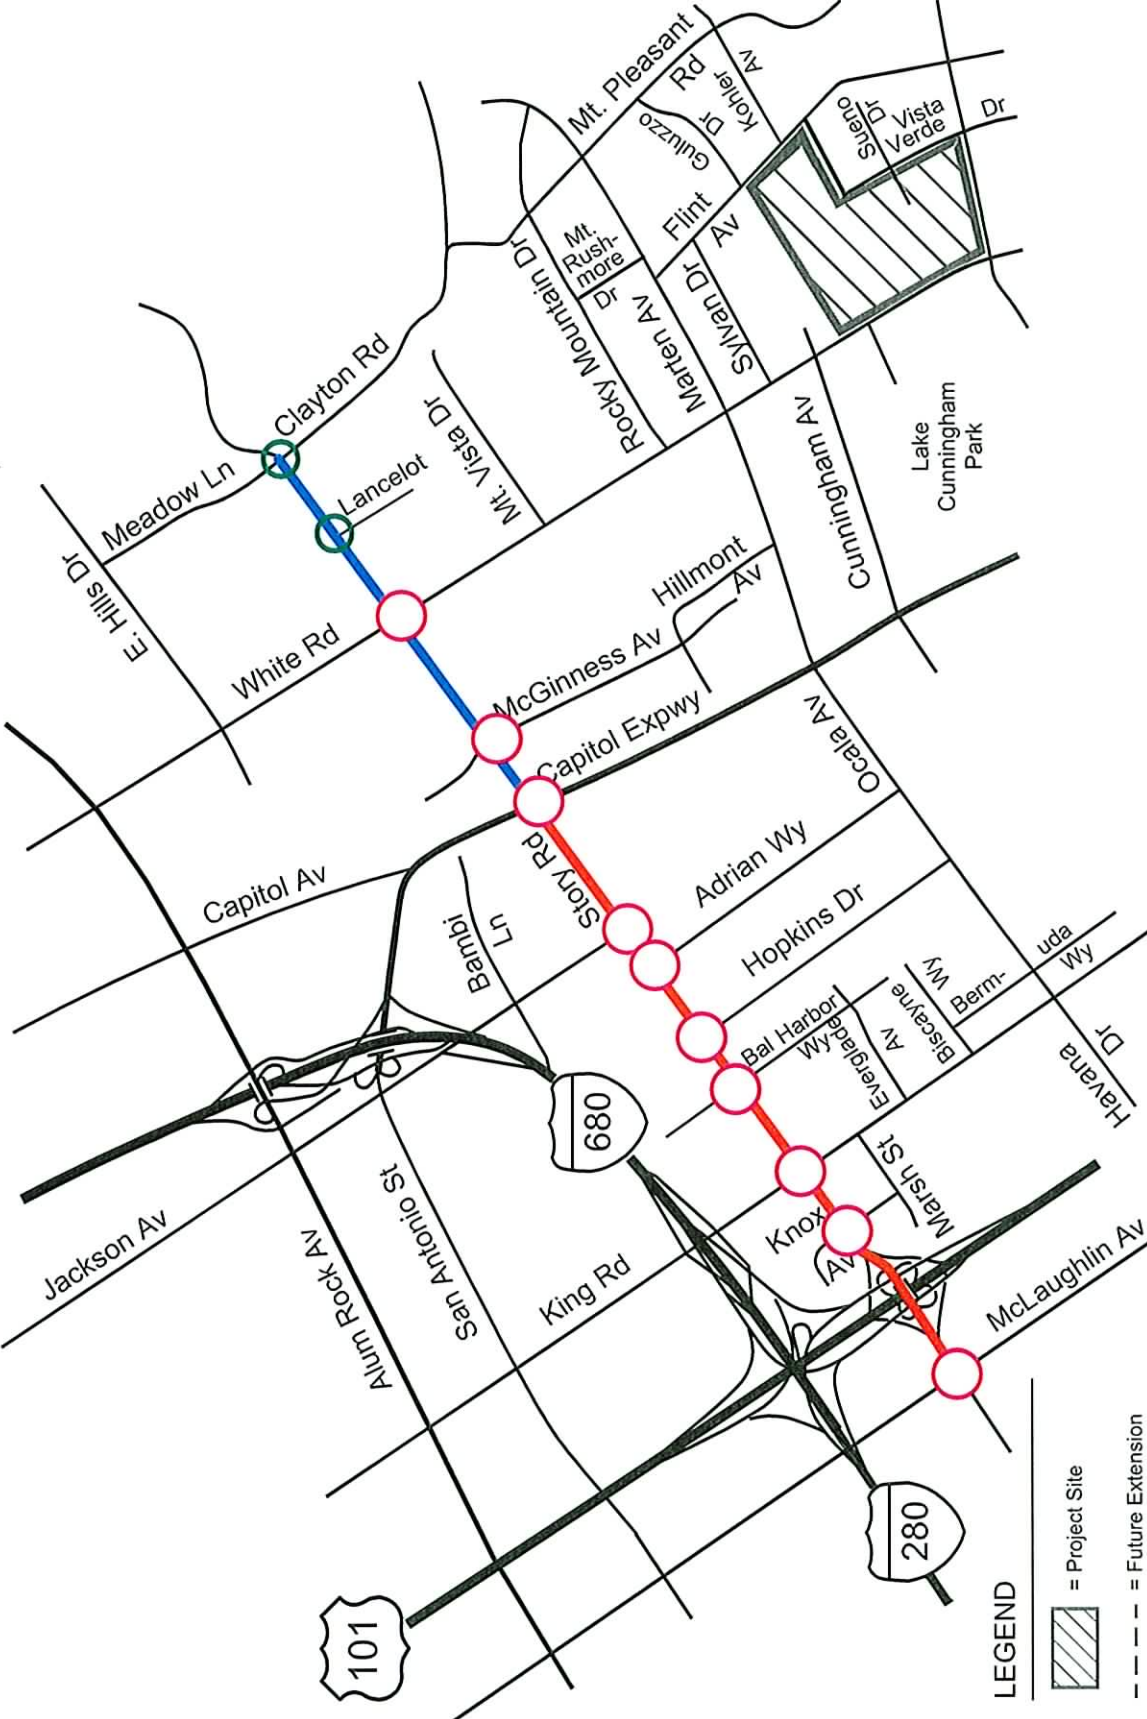 Mt. Pleasant
Rd
Kohler
Av
Guluzzo
Dr
Sueno
Dr
Vista
Verde
Dr
Flint
Av
Mt.
Rush-
more
Dr
Rocky Mountain Dr
Marten Av
Sylvan Dr
Clayton Rd
Meadow Ln
Lancelot
Mt. Vista Dr
E. Hills Dr
White Rd
Hillmont
Av
McGinness Av
Cunningham Av
Lake
Cunningham
Park
Capitol Expwy
Ocala Av
Capitol Av
Story Rd
Bambi
Ln
Adrian Wy
Hopkins Dr
Bal Harbor
Wy
Everglade
Av
Biscayne
Wy
Berm-
uda
Wy
Havana
Dr
680
Jackson Av
Alum Rock Av
San Antonio St
King Rd
Knox
Av
Marsh St
McLaughlin Av
101
280
LEGEND
= Project Site
= Future Extension